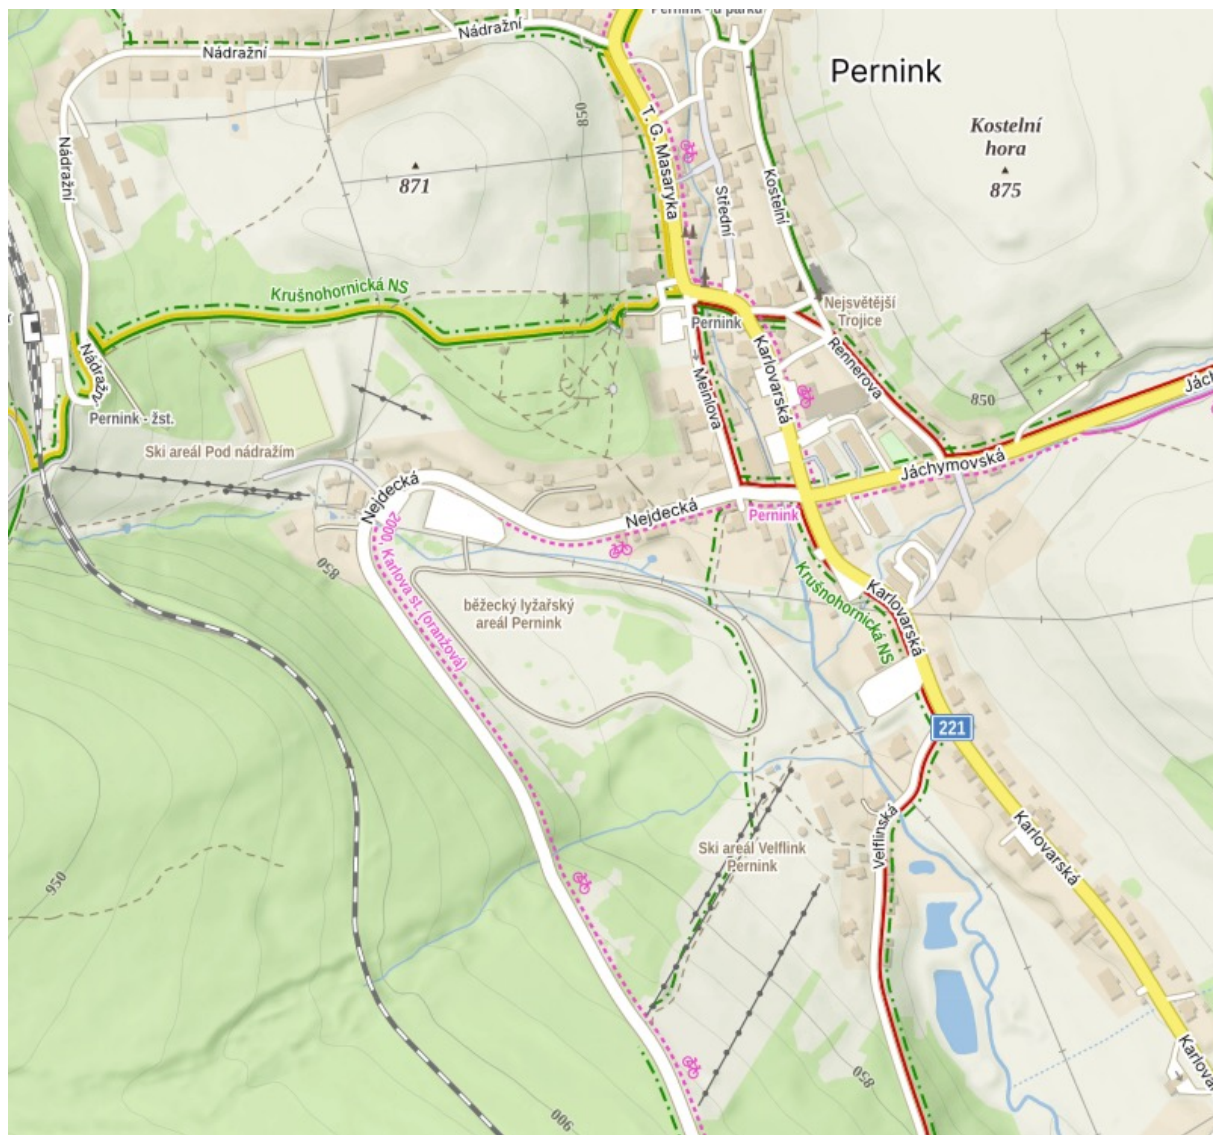 Pernink - u parku
Nádražní
Nádražní
Pernink
T. G. Masaryka
850
Kostelní
hora
875
Nádražní
871
Střední
Kostelní
Krušnohornická NS
Nejsvětější
Trojice
Pernink
Karlovarská
Rennerova
Nádražní
Meinlova
850
Pernink - žst.
Ski areál Pod nádražím
Jáchymovská
Nejdecká
Nejdecká
Pernink
2000, Karlova st. (oranžová)
850
běžecký lyžařský
areál Pernink
Krušnohornická NS
Karlovarská
221
Velflinská
Ski areál Velflink
Pernink
Karlovarská
950
850
900